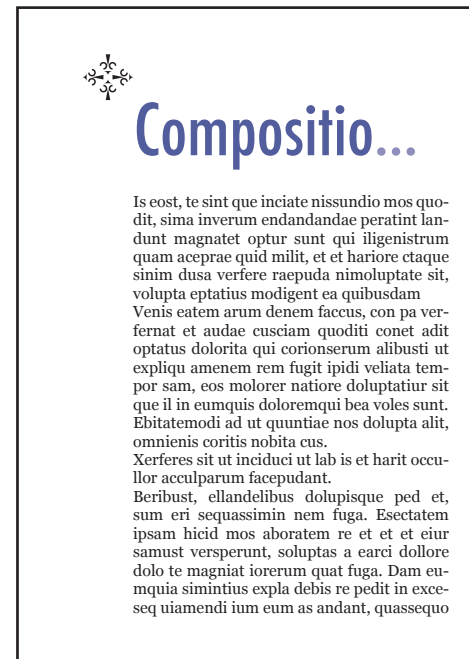 Compositio...
Is eost, te sint que inciate nissundio mos quo-
dit, sima inverum endandandae peratint lan-
dunt magnatet optur sunt qui iligenistrum
quam aceprae quid milit, et et hariore ctaque
sinim dusa verfere raepuda nimoluptate sit,
volupta eptatius modigent ea quibusdam
Venis eatem arum denem faccus, con pa ver-
fernat et audae cusciam quoditi conet adit
optatus dolorita qui corionserum alibusti ut
expliqu amenem rem fugit ipidi veliata tem-
por sam, eos molorer natiore doluptatiur sit
que il in eumquis doloremqui bea voles sunt.
Ebitatemodi ad ut quuntiae nos dolupta alit,
omnienis coritis nobita cus.
Xerferes sit ut inciduci ut lab is et harit occu-
llor acculparum facepudant.
Beribust, ellandelibus dolupisque ped et,
sum eri sequassimin nem fuga. Esectatem
ipsam hicid mos aboratem re et et et eiur
samust versperunt, soluptas a earci dollore
dolo te magniat iorerum quat fuga. Dam eu-
mquia simintius expla debis re pedit in exce-
seq uiamendi ium eum as andant, quassequo